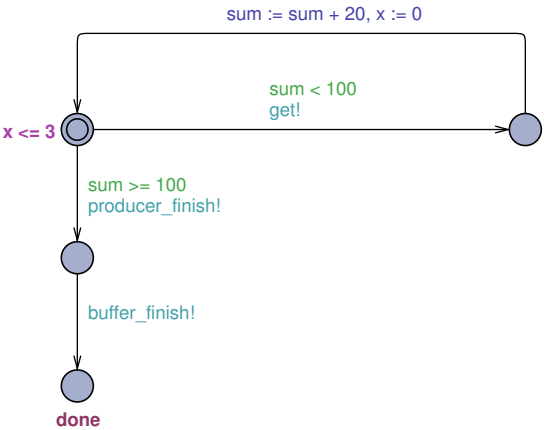 sum := sum + 20, x := 0
sum < 100
get!
x <= 3
sum >= 100
producer_finish!
buffer_finish!
done